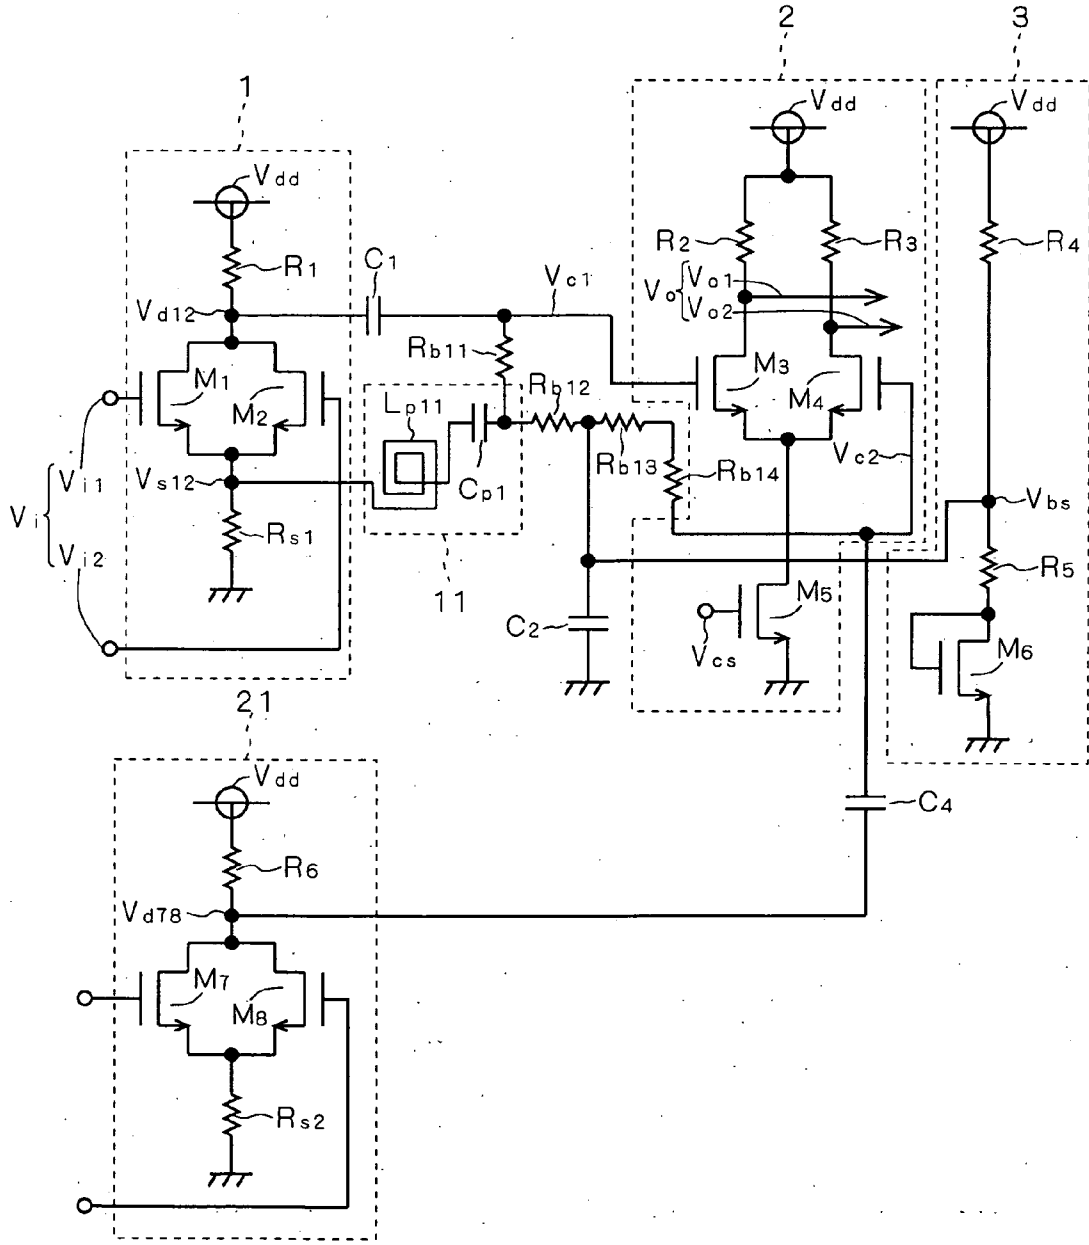 2
3
1
Vdd
Vdd
Vdd
R1
C1
Vc1
R2
R3
R4
Vo
Vo1
Vo2
Vd12
Rb11
M1
M2
Lp11
Rb12
M3
M4
Cp1
Rb13
Rb14
Vc2
Vi1
Vs12
Vi
Vi2
Rs1
Vbs
R5
11
C2
M5
Vcs
M6
21
Vdd
C4
R6
Vd78
M7
M8
Rs2